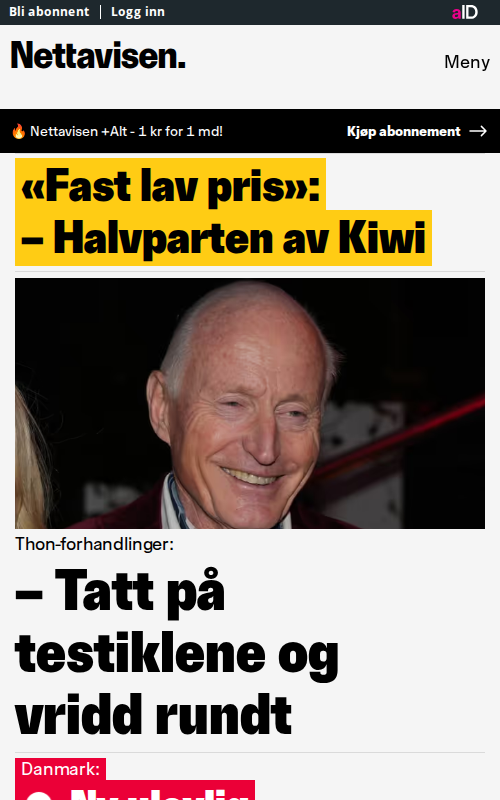 Bli abonnent | Logg inn
aID
Nettavisen.
Meny
🔥 Nettavisen +Alt - 1 kr for 1 md!
Kjøp abonnement →
«Fast lav pris»:
– Halvparten av Kiwi
Thon-forhandlinger:
– Tatt på
testiklene og
vridd rundt
Danmark: